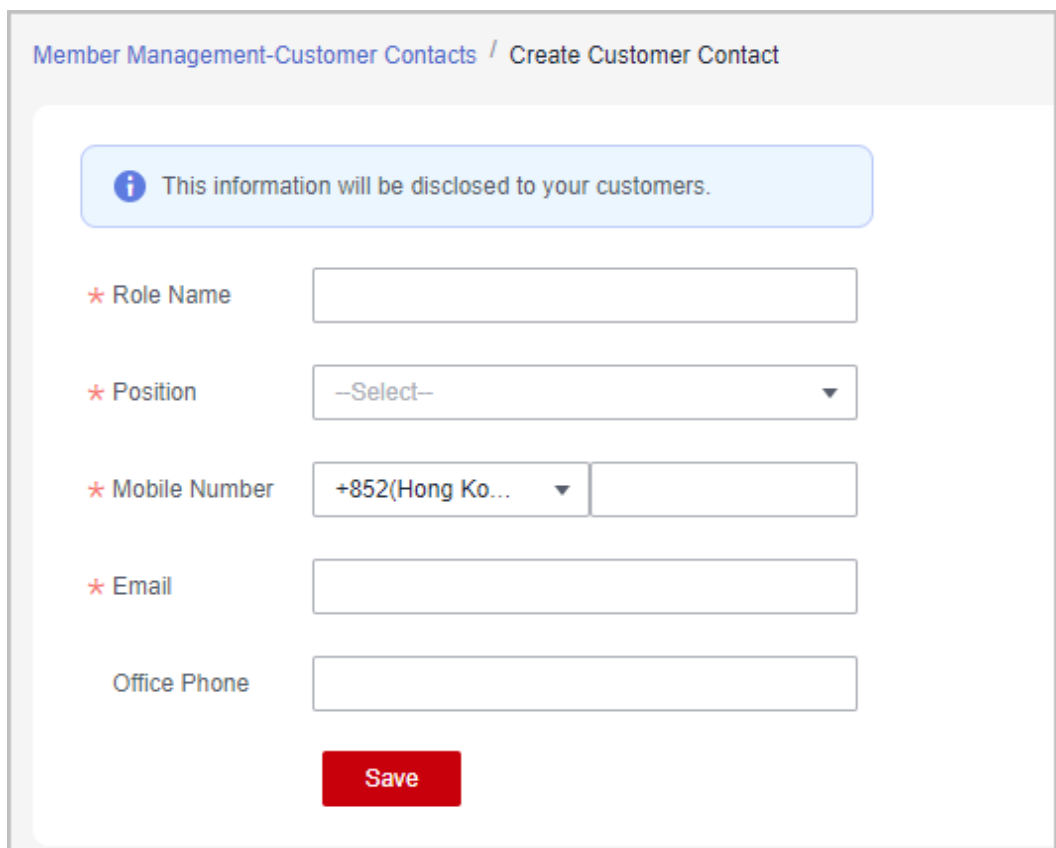 Member Management-Customer Contacts / Create Customer Contact
This information will be disclosed to your customers.
* Role Name
* Position --Select--
* Mobile Number +852(Hong Ko...
* Email
Office Phone
Save